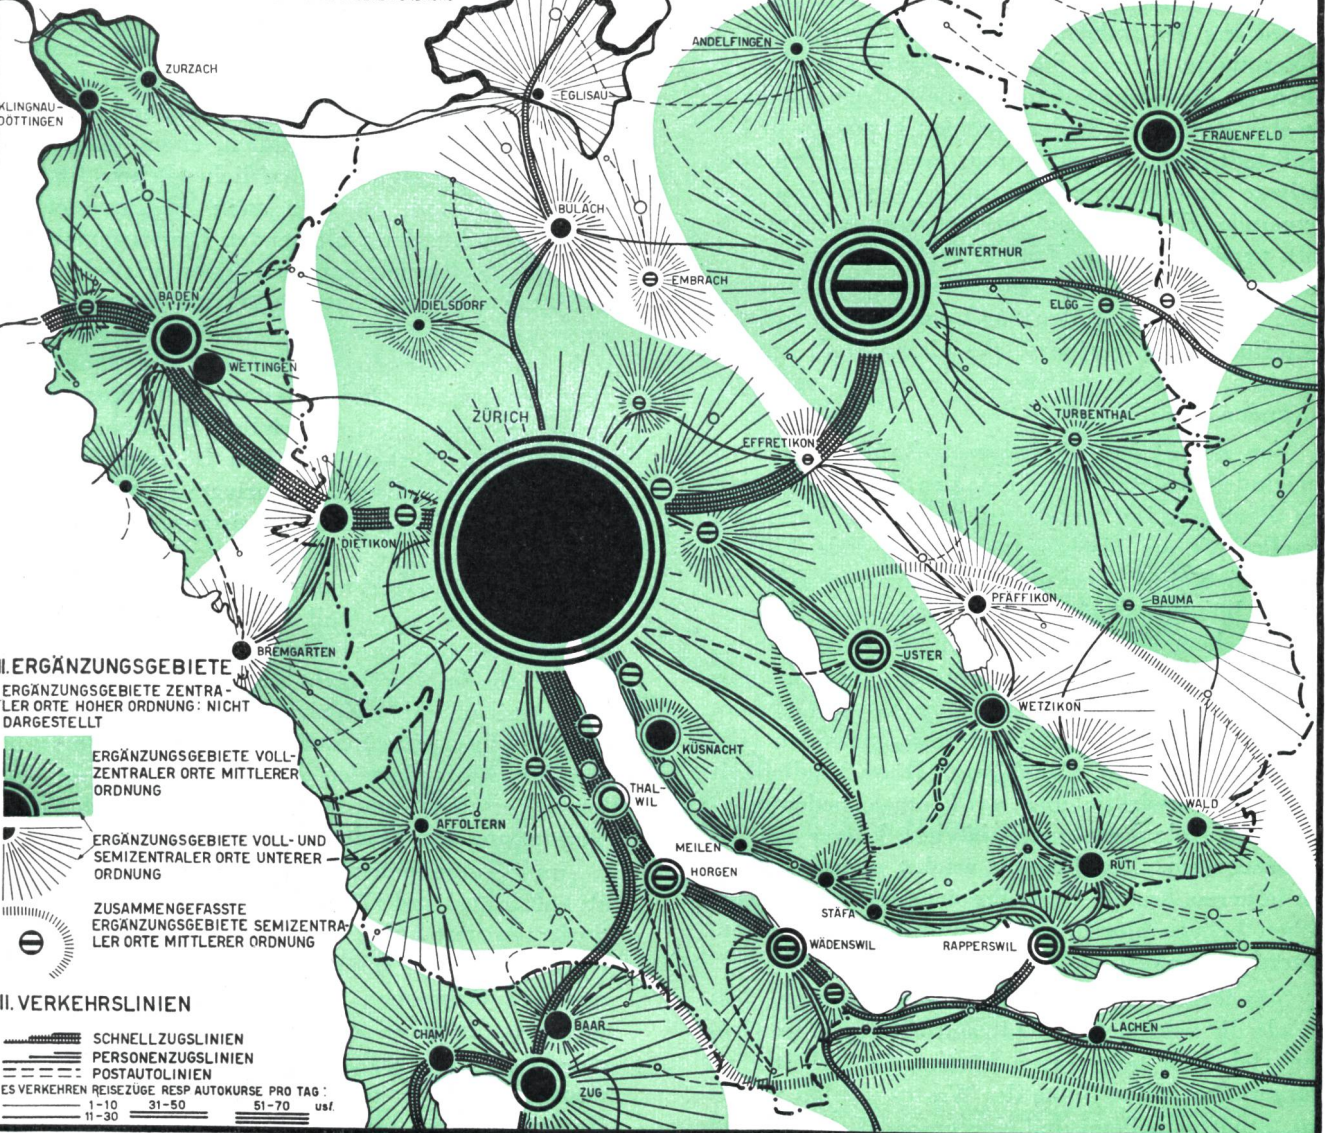 ANDELFINGEN
ZURZACH
KLINGNAU-
DÖTTINGEN
EGLISAU
FRAUENFELD
BÜLACH
WINTERTHUR
EMBRACH
ELGG
BADEN
DIELSDORF
WETTINGEN
ZÜRICH
TURBENTHAL
EFFRETIKON
DIETIKON
PFÄFFIKON
BAUMA
BREMGARTEN
USTER
WETZIKON
KÜSNACHT
THAL-
WIL
WALD
AFFOLTERN
MEILEN
HORGEN
RÜTI
STÄFA
WÄDENSWIL
RAPPERSWIL
BAAR
CHAM
LACHEN
ZUG
II. ERGÄNZUNGSGEBIETE
ERGÄNZUNGSGEBIETE ZENTRA-
LER ORTE HOHER ORDNUNG: NICHT
DARGESTELLT
ERGÄNZUNGSGEBIETE VOLL-
ZENTRALER ORTE MITTLERER
ORDNUNG
ERGÄNZUNGSGEBIETE VOLL- UND
SEMIZENTRALER ORTE UNTERER
ORDNUNG
ZUSAMMENGEFASSTE
ERGÄNZUNGSGEBIETE SEMIZENTRA-
LER ORTE MITTLERER ORDNUNG
II. VERKEHRSLINIEN
SCHNELLZUGSLINIEN
PERSONENZUGSLINIEN
POSTAUTOLINIEN
ES VERKEHREN REISEZÜGE RESP AUTOKURSE PRO TAG:
1-10 31-50 51-70 usf.
11-30